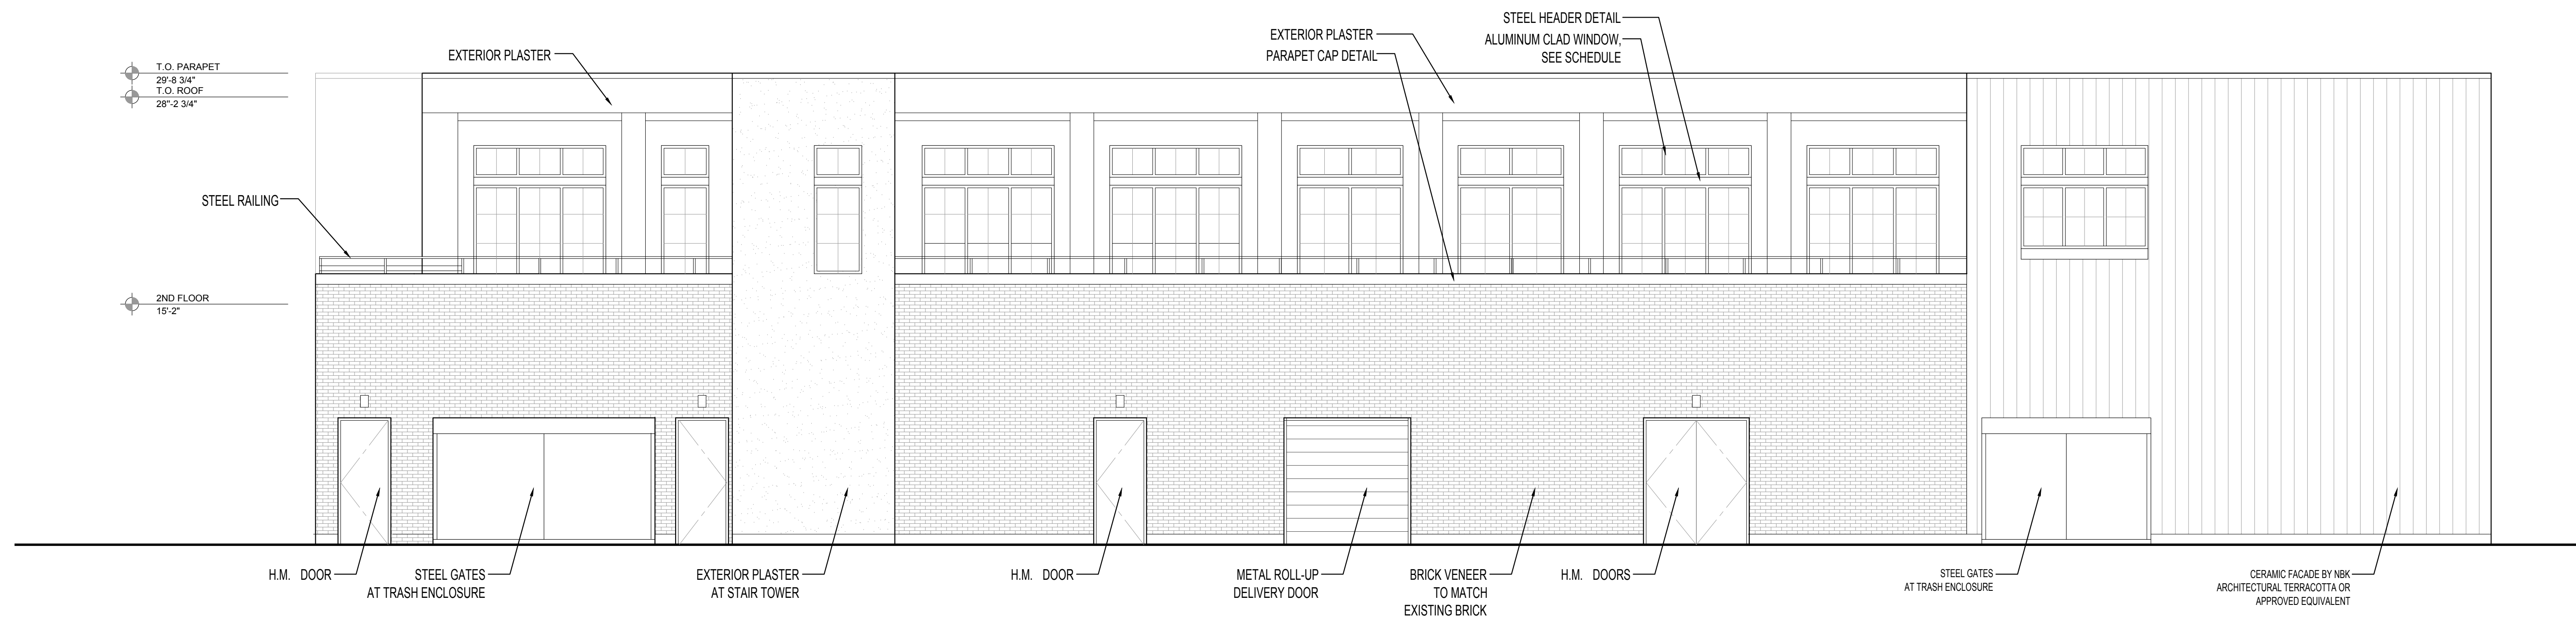 STEEL HEADER DETAIL
EXTERIOR PLASTER
ALUMINUM CLAD WINDOW,
SEE SCHEDULE
PARAPET CAP DETAIL
EXTERIOR PLASTER
T.O. PARAPET
29'-8 3/4"
T.O. ROOF
28"-2 3/4"
STEEL RAILING
2ND FLOOR
15'-2"
H.M. DOOR
STEEL GATES
AT TRASH ENCLOSURE
EXTERIOR PLASTER
AT STAIR TOWER
H.M. DOOR
METAL ROLL-UP
DELIVERY DOOR
BRICK VENEER
TO MATCH
EXISTING BRICK
H.M. DOORS
STEEL GATES
AT TRASH ENCLOSURE
CERAMIC FACADE BY NBK
ARCHITECTURAL TERRACOTTA OR
APPROVED EQUIVALENT